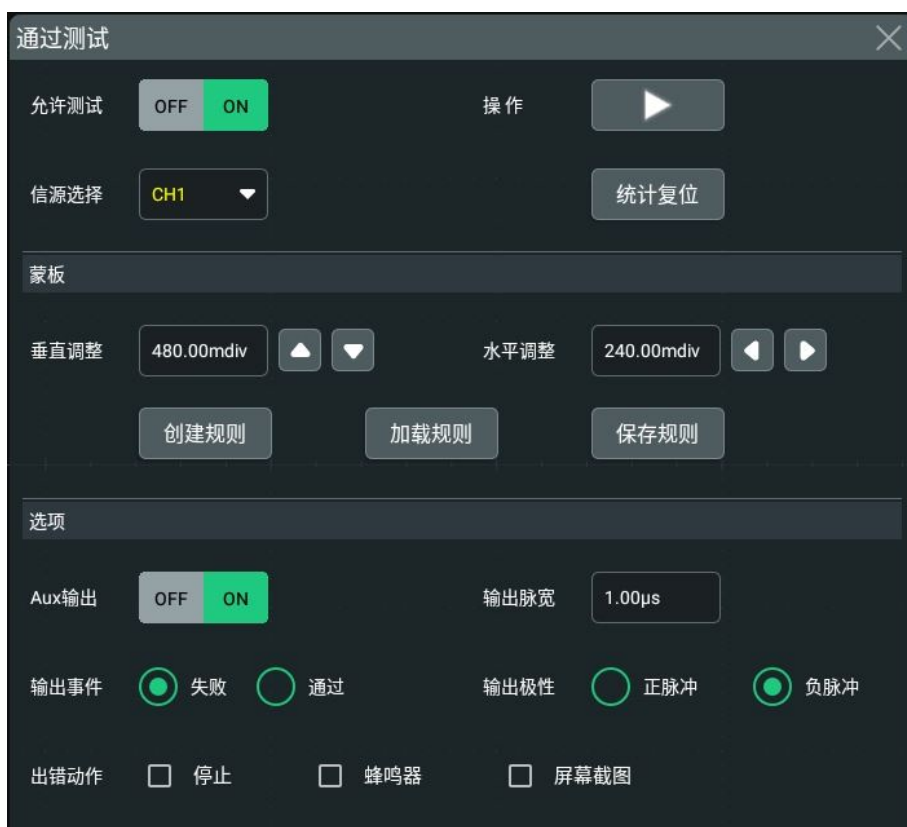 通过测试
允许测试 OFF ON 操作
信源选择 CH1 统计复位
蒙板
垂直调整 480.00mdiv 水平调整 240.00mdiv
创建规则 加载规则 保存规则
选项
Aux输出 OFF ON 输出脉宽 1.00μs
输出事件 失败 通过 输出极性 正脉冲 负脉冲
出错动作 停止 蜂鸣器 屏幕截图